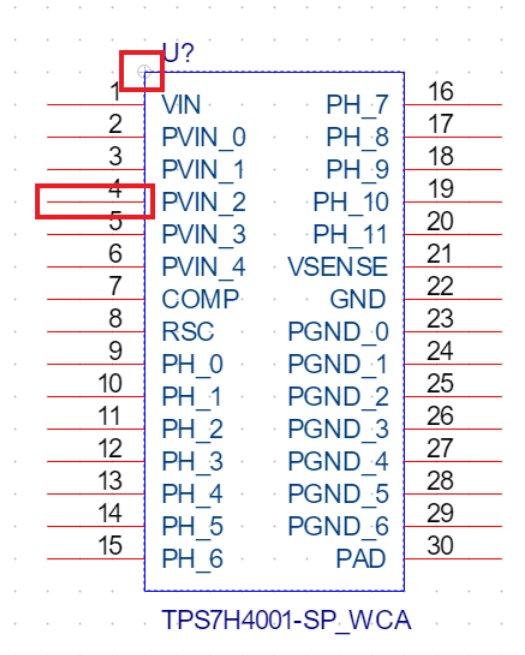 U?
1 VIN PH_7 16
2 PVIN_0 PH_8 17
3 PVIN_1 PH_9 18
4 PVIN_2 PH_10 19
5 PVIN_3 PH_11 20
6 PVIN_4 VSENSE 21
7 COMP GND 22
8 RSC PGND_0 23
9 PH_0 PGND_1 24
10 PH_1 PGND_2 25
11 PH_2 PGND_3 26
12 PH_3 PGND_4 27
13 PH_4 PGND_5 28
14 PH_5 PGND_6 29
15 PH_6 PAD 30
TPS7H4001-SP_WCA